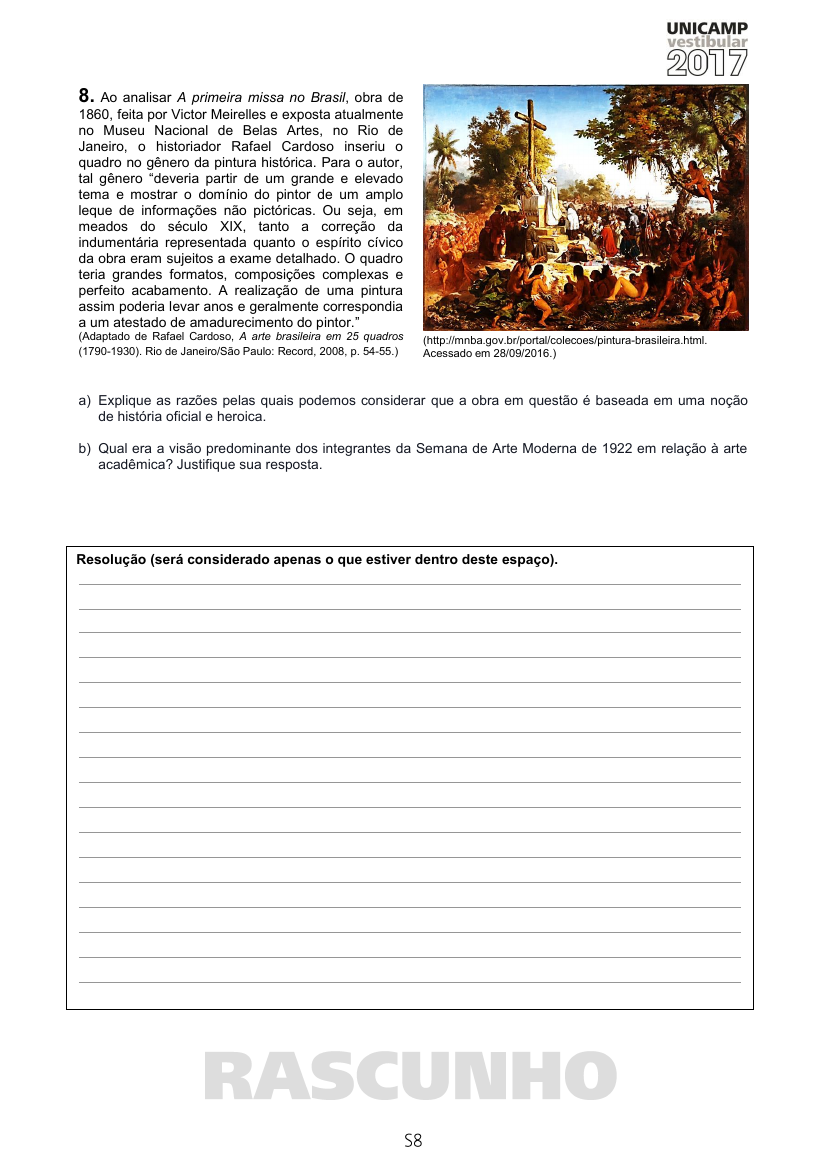 UNICAMP
vestibular
2017
8. Ao analisar A primeira missa no Brasil, obra de
1860, feita por Victor Meirelles e exposta atualmente
no Museu Nacional de Belas Artes, no Rio de
Janeiro, o historiador Rafael Cardoso inseriu o
quadro no gênero da pintura histórica. Para o autor,
tal gênero “deveria partir de um grande e elevado
tema e mostrar o domínio do pintor de um amplo
leque de informações não pictóricas. Ou seja, em
meados do século XIX, tanto a correção da
indumentária representada quanto o espírito cívico
da obra eram sujeitos a exame detalhado. O quadro
teria grandes formatos, composições complexas e
perfeito acabamento. A realização de uma pintura
assim poderia levar anos e geralmente correspondia
a um atestado de amadurecimento do pintor.”
(Adaptado de Rafael Cardoso, A arte brasileira em 25 quadros
(1790-1930). Rio de Janeiro/São Paulo: Record, 2008, p. 54-55.)
(http://mnba.gov.br/portal/colecoes/pintura-brasileira.html.
Acessado em 28/09/2016.)
a) Explique as razões pelas quais podemos considerar que a obra em questão é baseada em uma noção
de história oficial e heroica.
b) Qual era a visão predominante dos integrantes da Semana de Arte Moderna de 1922 em relação à arte
acadêmica? Justifique sua resposta.
Resolução (será considerado apenas o que estiver dentro deste espaço).
RASCUNHO
S8